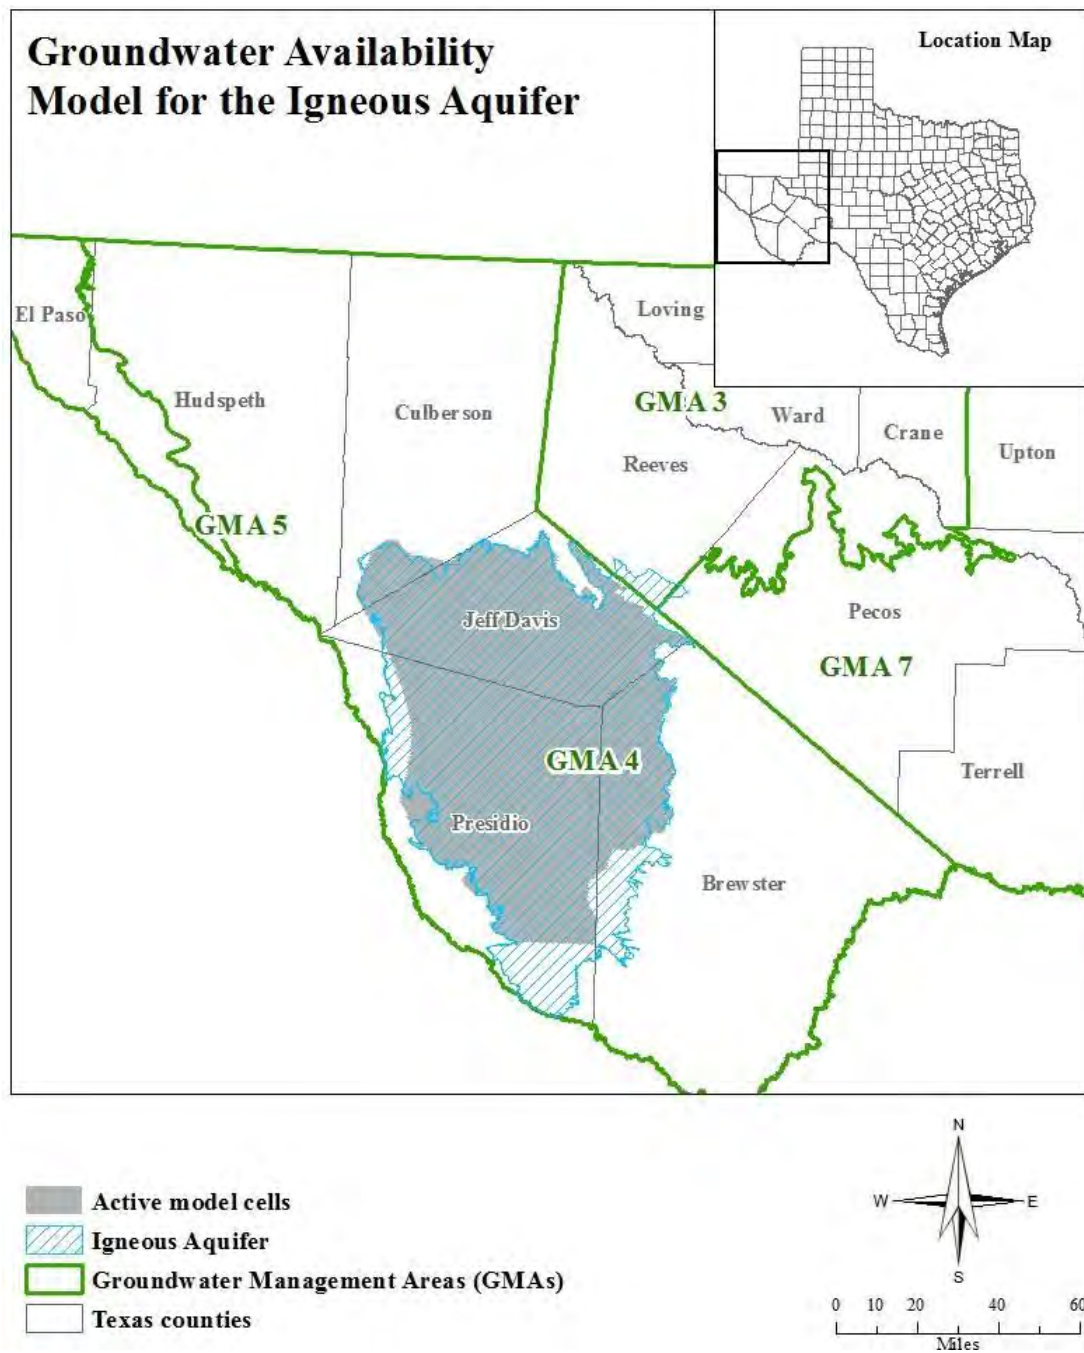 Groundwater Availability
Model for the Igneous Aquifer
Location Map
El Paso
Loving
Hudspeth
Culberson
GMA 3
Ward
Crane
Upton
Reeves
GMA 5
Jeff Davis
Pecos
GMA 7
GMA 4
Terrell
Presidio
Brewster
Active model cells
Igneous Aquifer
Groundwater Management Areas (GMAs)
Texas counties
N
W E
S
0 10 20 40 60
Miles